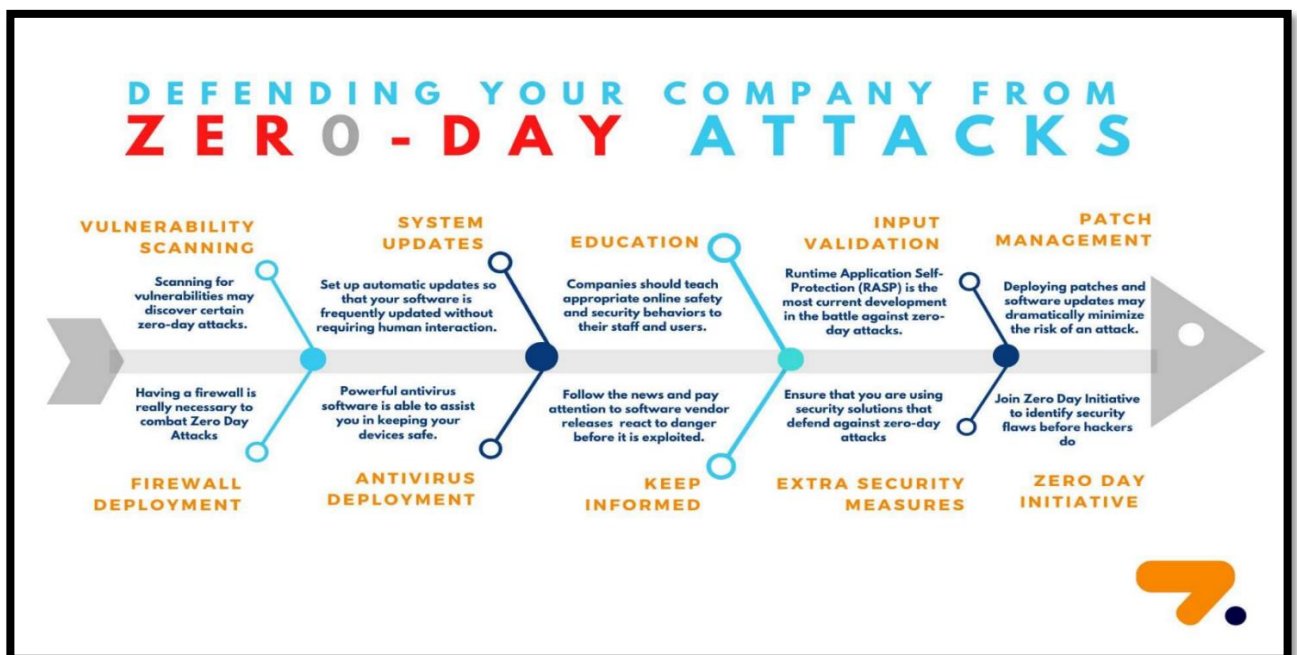 DEFENDING YOUR COMPANY FROM
ZER0-DAY ATTACKS
VULNERABILITY
SCANNING
Scanning for
vulnerabilities may
discover certain
zero-day attacks.
SYSTEM
UPDATES
Set up automatic updates so
that your software is
frequently updated without
requiring human interaction.
EDUCATION
Companies should teach
appropriate online safety
and security behaviors to
their staff and users.
INPUT
VALIDATION
Runtime Application Self-
Protection (RASP) is the
most current development
in the battle against zero-
day attacks.
PATCH
MANAGEMENT
Deploying patches and
software updates may
dramatically minimize
the risk of an attack.
Having a firewall is
really necessary to
combat Zero Day
Attacks
FIREWALL
DEPLOYMENT
Powerful antivirus
software is able to assist
you in keeping your
devices safe.
ANTIVIRUS
DEPLOYMENT
Follow the news and pay
attention to software vendor
releases react to danger
before it is exploited.
KEEP
INFORMED
Ensure that you are using
security solutions that
defend against zero-day
attacks
EXTRA SECURITY
MEASURES
Join Zero Day Initiative
to identify security
flaws before hackers
do
ZERO DAY
INITIATIVE